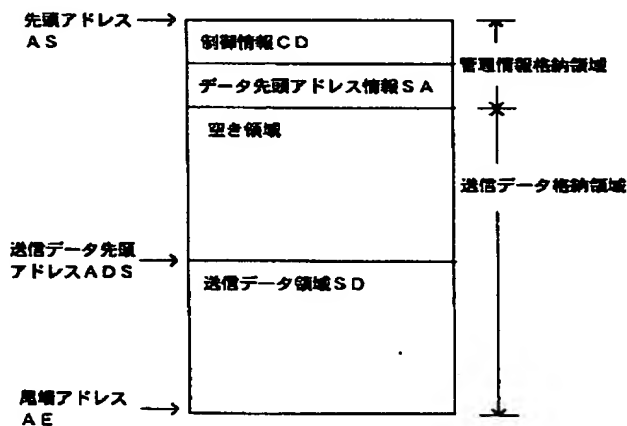 先頭アドレス
AS
制御情報CD
管理情報格納領域
データ先頭アドレス情報SA
空き領域
送信データ格納領域
送信データ先頭
アドレスADS
送信データ領域SD
尾端アドレス
AE